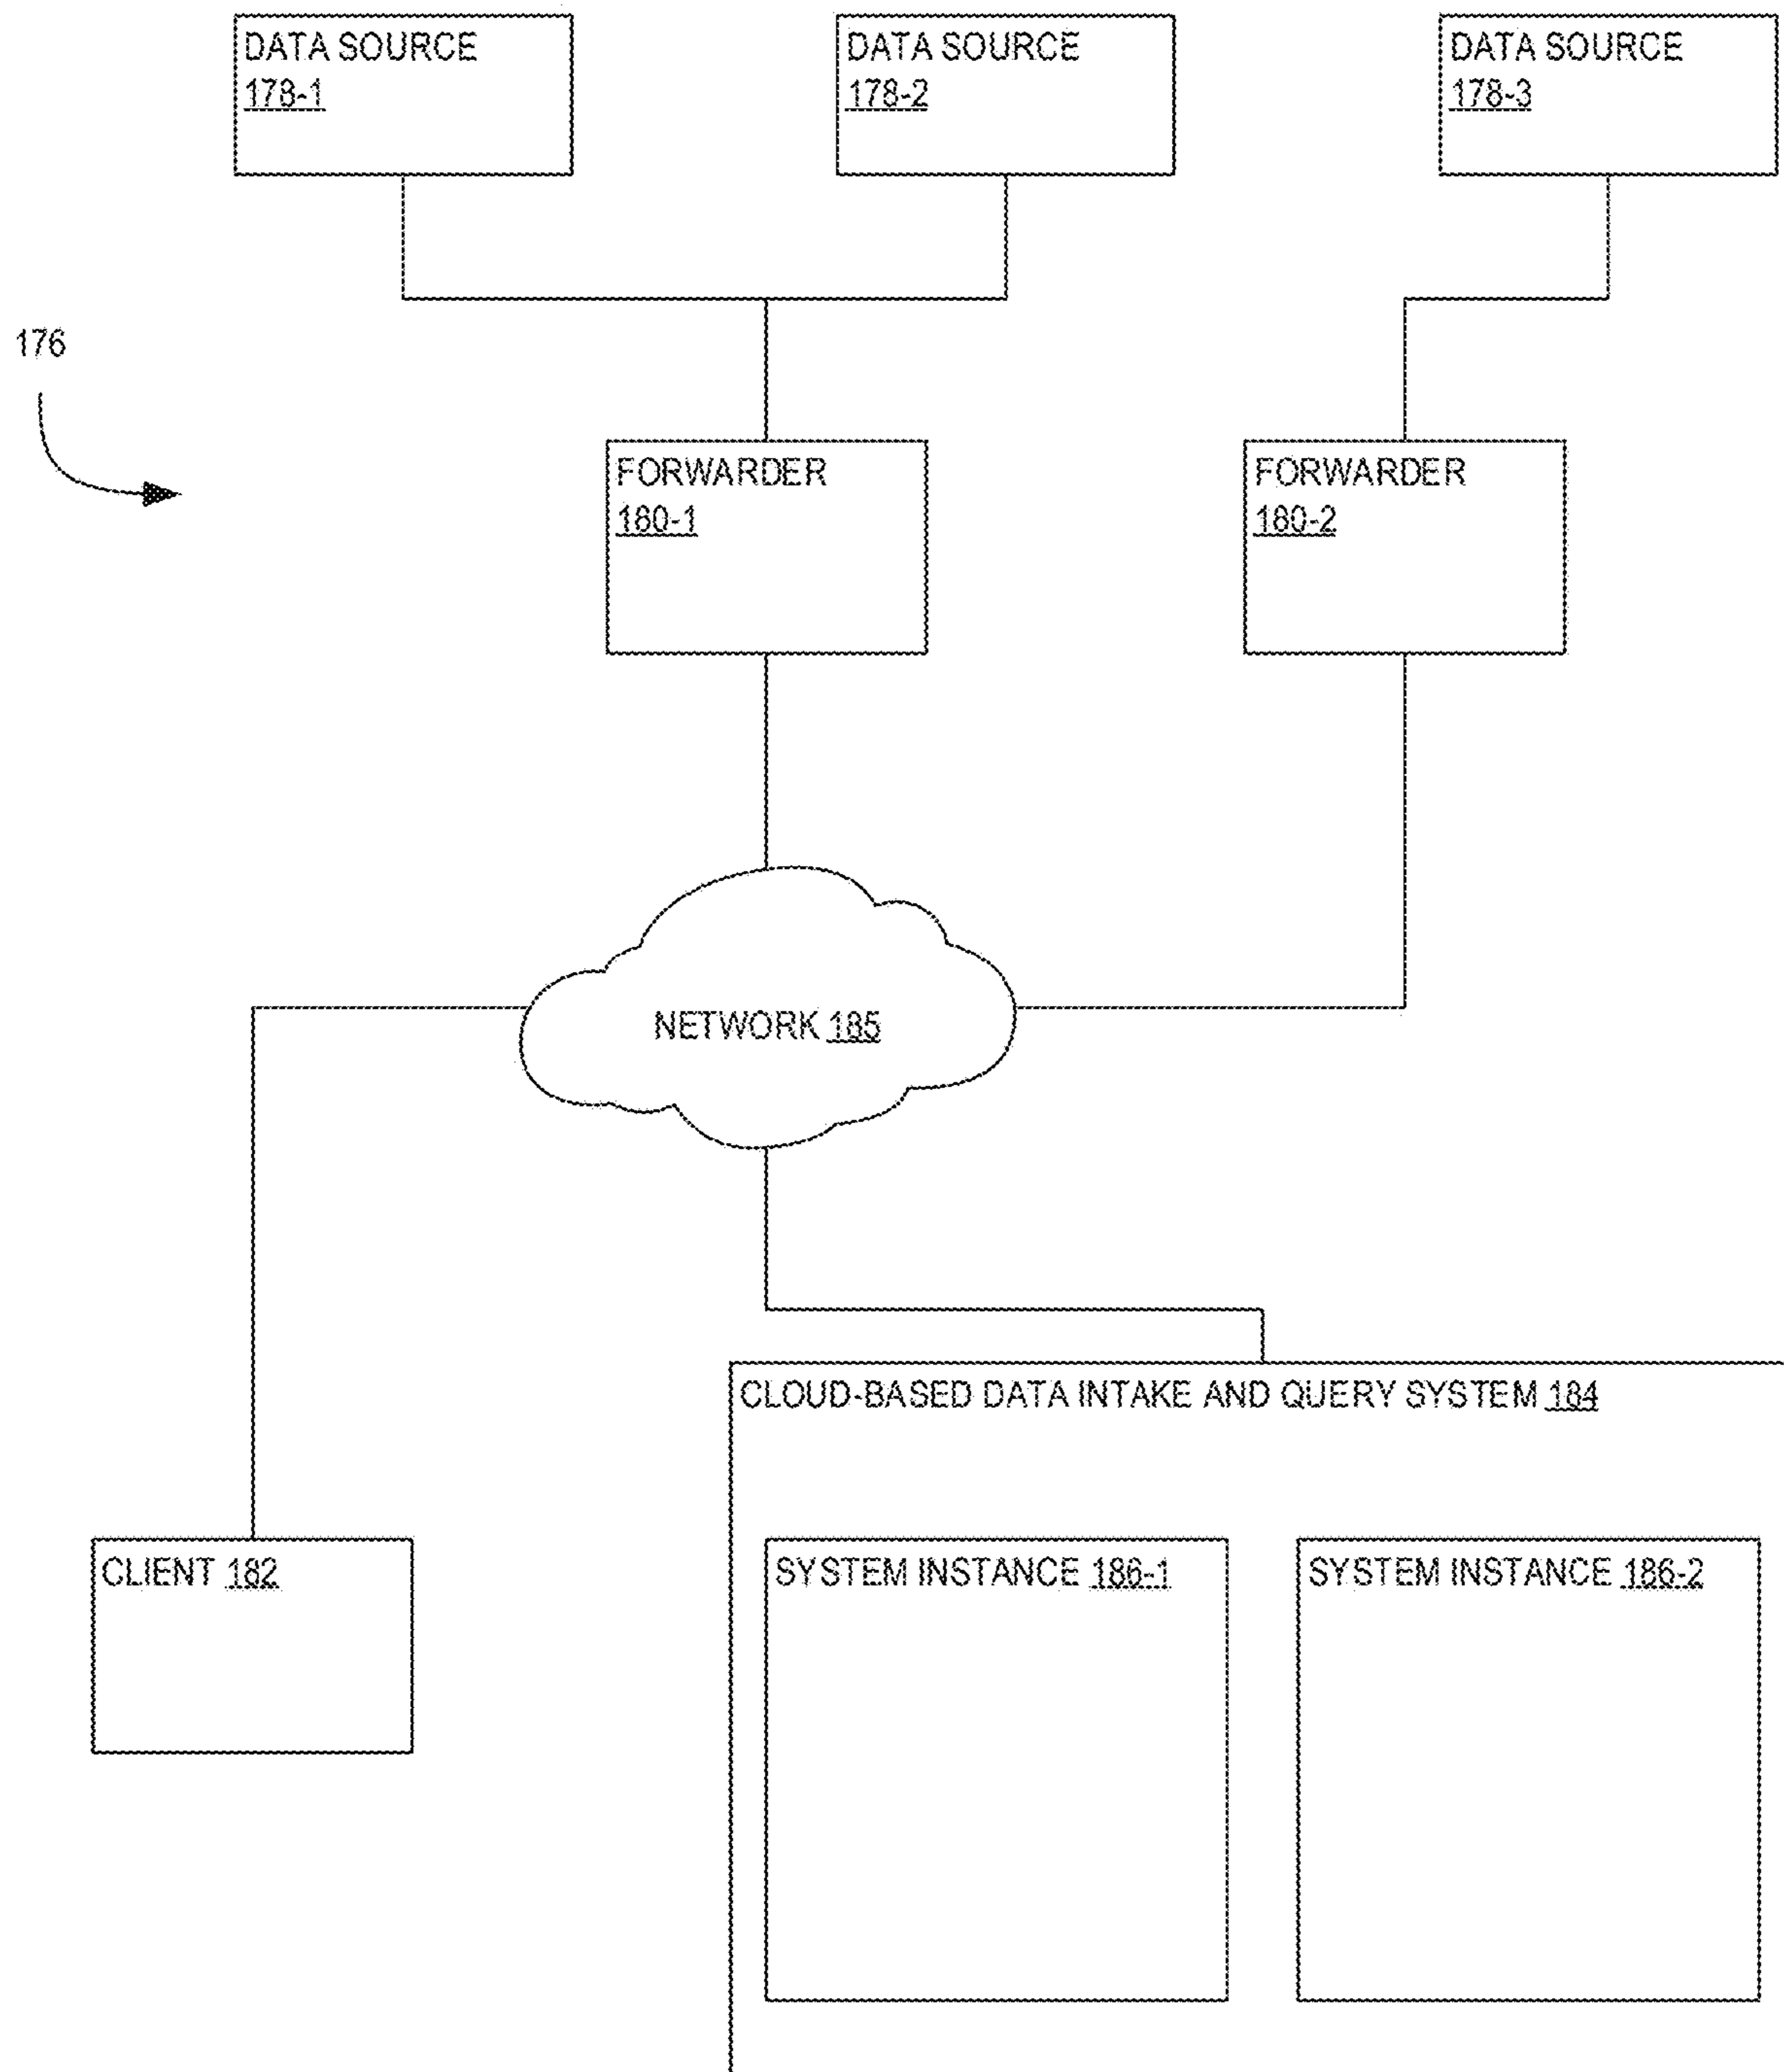 DATA SOURCE
178-1
DATA SOURCE
178-2
DATA SOURCE
178-3
176
FORWARDER
180-1
FORWARDER
180-2
NETWORK 185
CLOUD-BASED DATA INTAKE AND QUERY SYSTEM 184
CLIENT 182
SYSTEM INSTANCE 186-1
SYSTEM INSTANCE 186-2